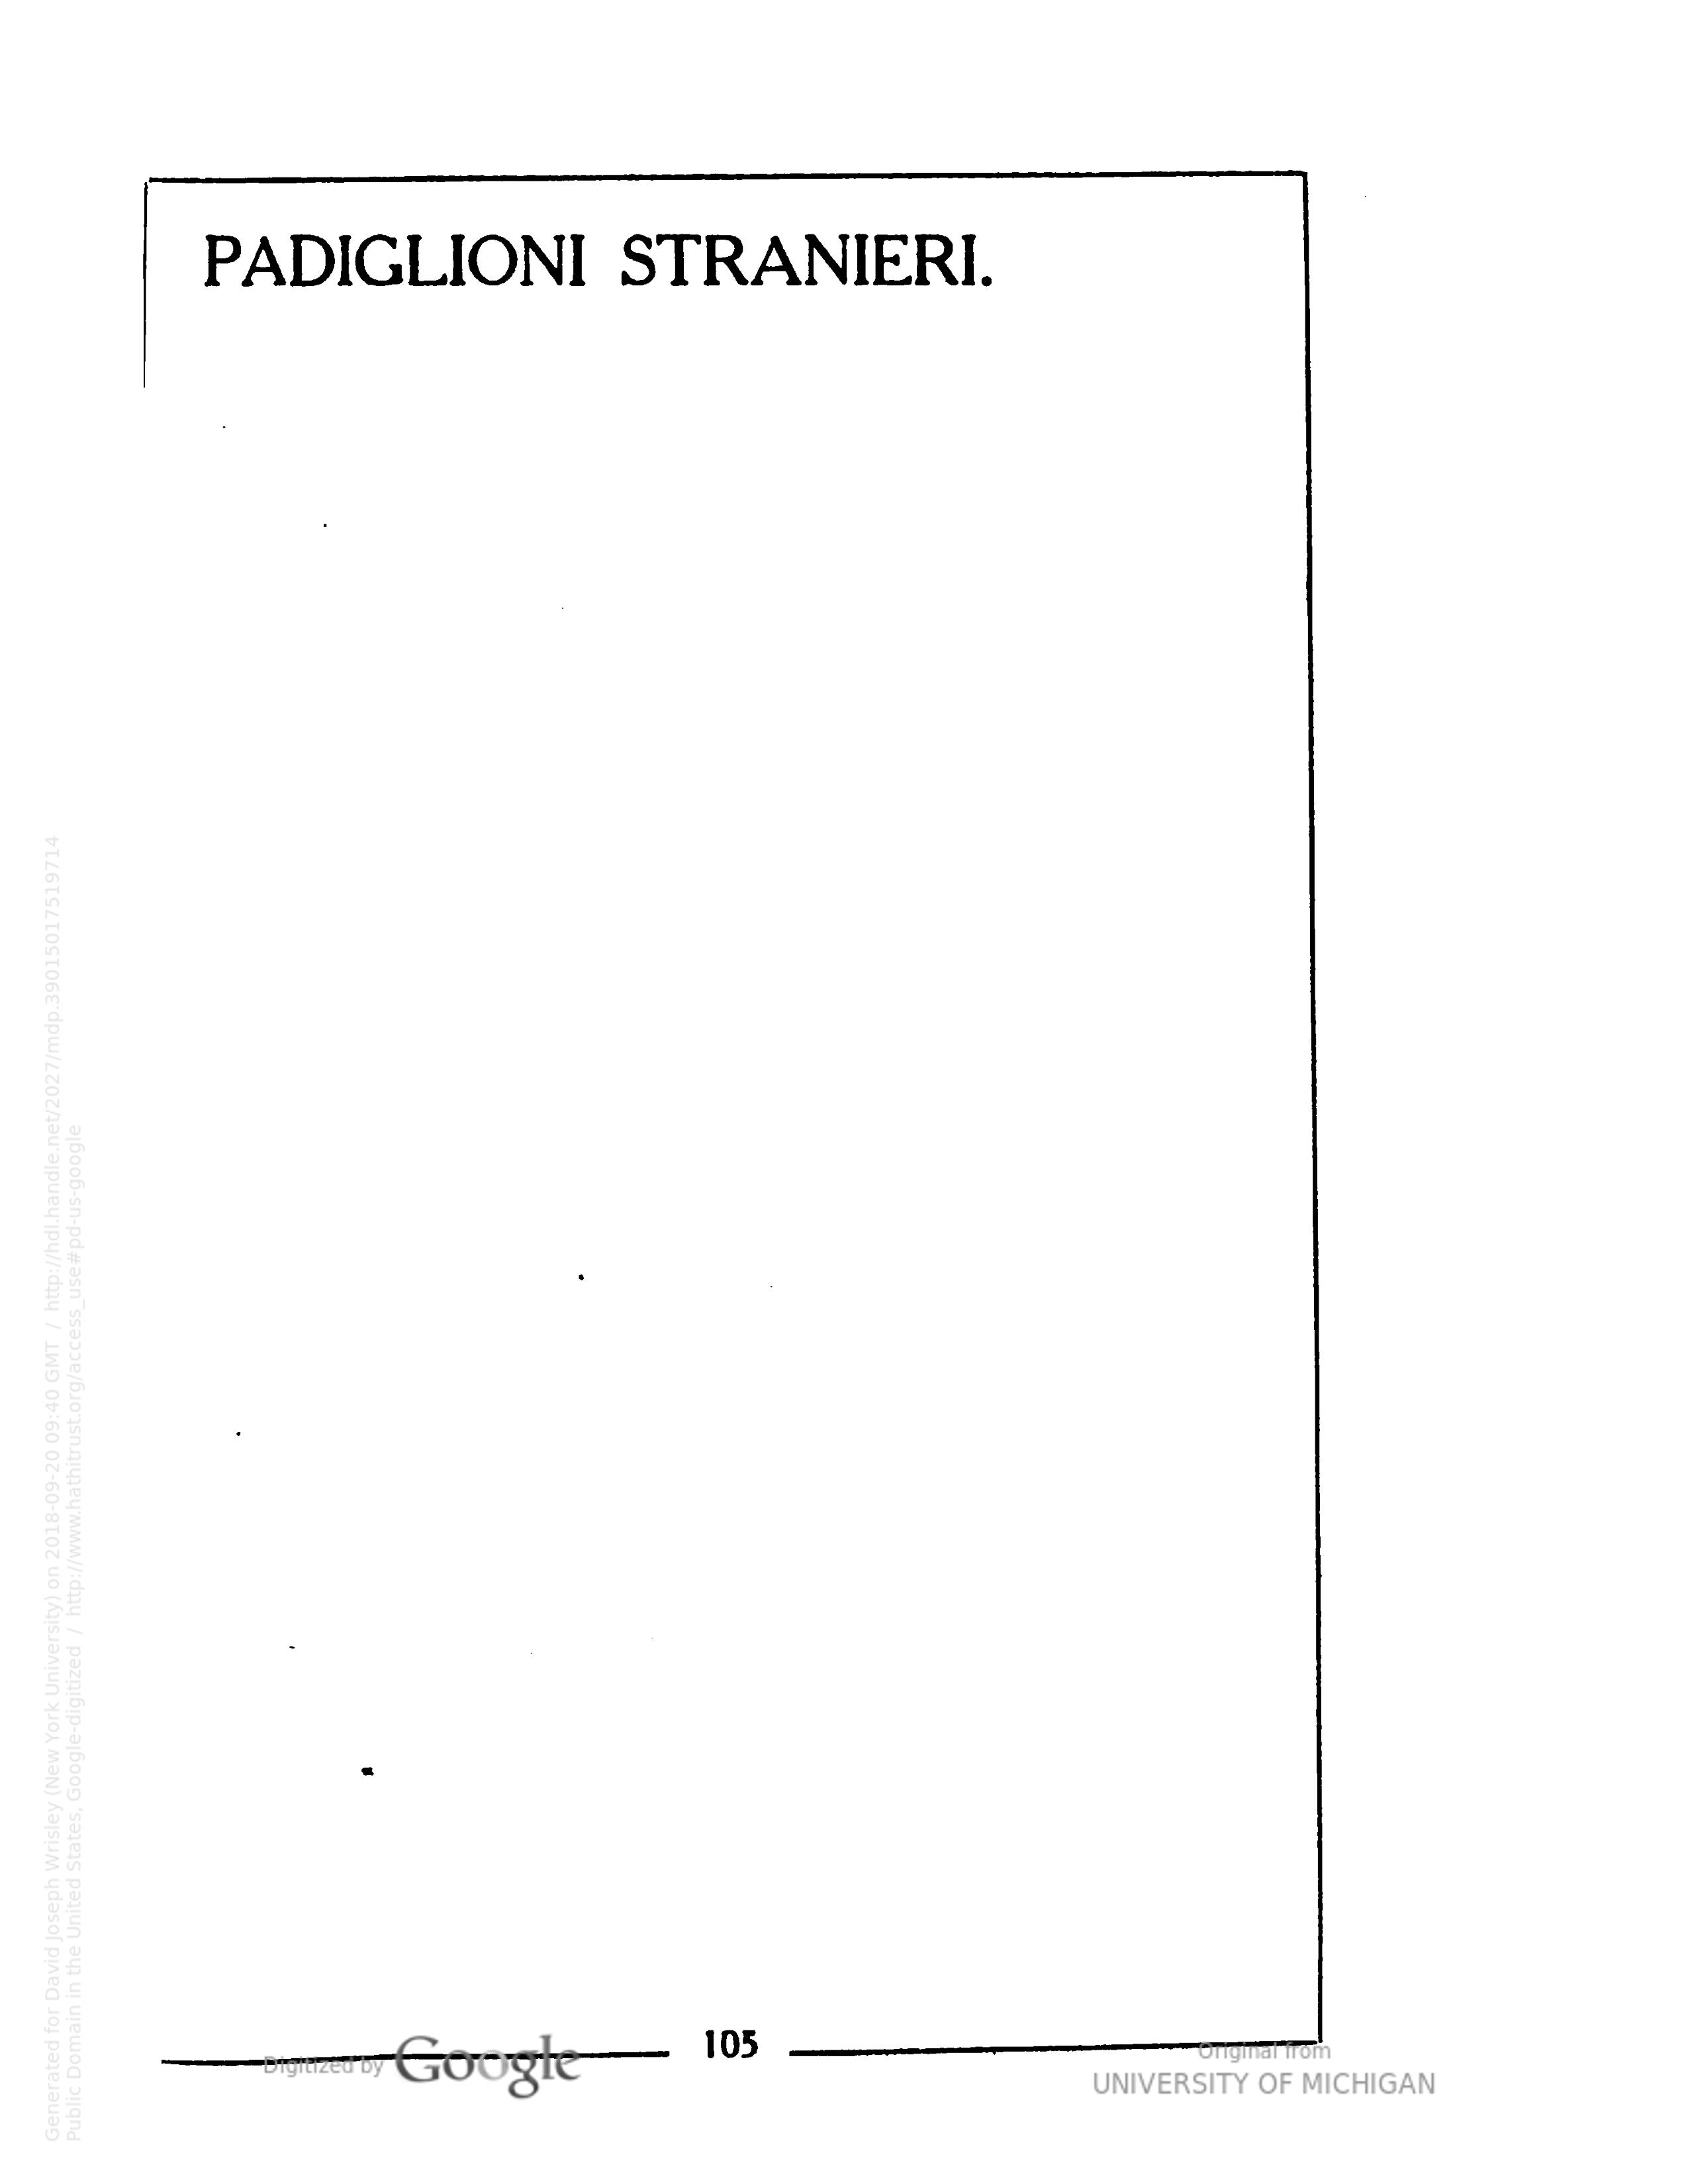 PADIGLIONI STRANIERI.
105
Digitized by Google
Original from
UNIVERSITY OF MICHIGAN
Generated for David Joseph Wrisley (New York University) on 2018-09-20 09:40 GMT / http://hdl.handle.net/2027/mdp.39015017519714
Public Domain in the United States, Google-digitized / http://www.hathitrust.org/access_use#pd-us-google